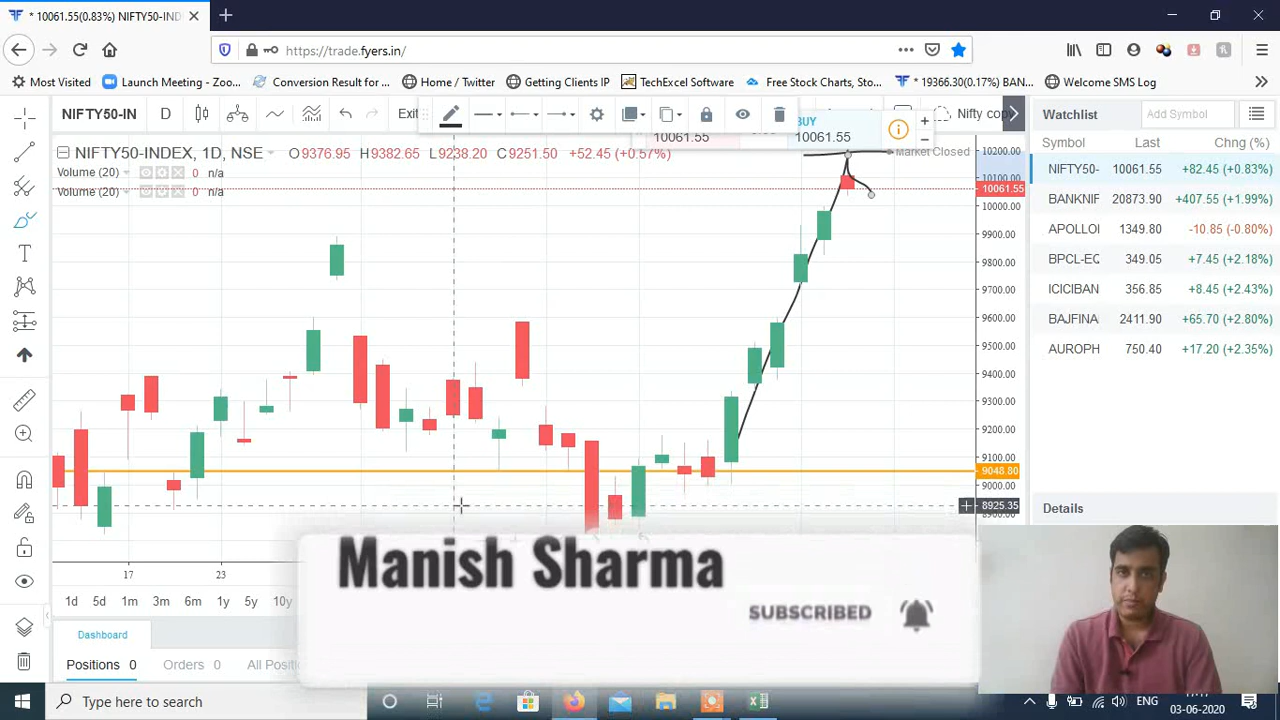 * 10061.55(0.83%) NIFTY50-IND
https://trade.fyers.in/
Most Visited
Launch Meeting - Zoo...
Conversion Result for ...
Home / Twitter
Getting Clients IP
TechExcel Software
Free Stock Charts, Sto...
* 19366.30(0.17%) BAN...
Welcome SMS Log
NIFTY50-IN
D
Exit
Nifty cop
Watchlist
Add Symbol
BUY
10061.55
10061.55
Symbol
Last
Chng (%)
NIFTY50-INDEX, 1D, NSE
O9376.95 H9382.65 L9238.20 C9251.50 +52.45 (+0.57%)
Market Closed
Volume (20)
0 n/a
Volume (20)
0 n/a
NIFTY50- 10061.55 +82.45 (+0.83%)
BANKNIF 20873.90 +407.55 (+1.99%)
APOLLOI 1349.80 -10.85 (-0.80%)
BPCL-EQ 349.05 +7.45 (+2.18%)
ICICIBAN 356.85 +8.45 (+2.43%)
BAJFINA 2411.90 +65.70 (+2.80%)
AUROPH 750.40 +17.20 (+2.35%)
10200.00
10100.00
10061.55
10000.00
9900.00
9800.00
9700.00
9600.00
9500.00
9400.00
9300.00
9200.00
9100.00
9048.80
9000.00
8925.35
Details
17
23
1d 5d 1m 3m 6m 1y 5y 10y
Manish Sharma
SUBSCRIBED
Dashboard
Positions 0
Orders 0
All Positi
Type here to search
ENG
03-06-2020